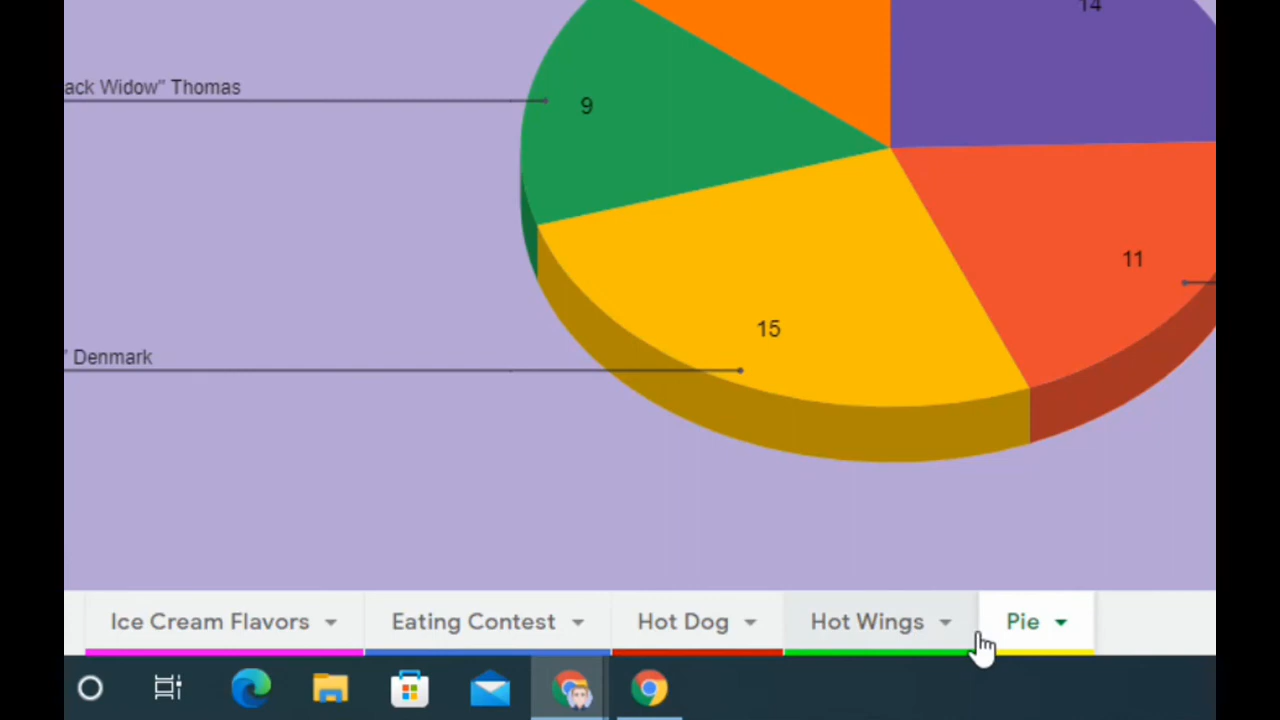 14
ack Widow" Thomas
9
11
15
" Denmark
Ice Cream Flavors
Eating Contest
Hot Dog
Hot Wings
Pie